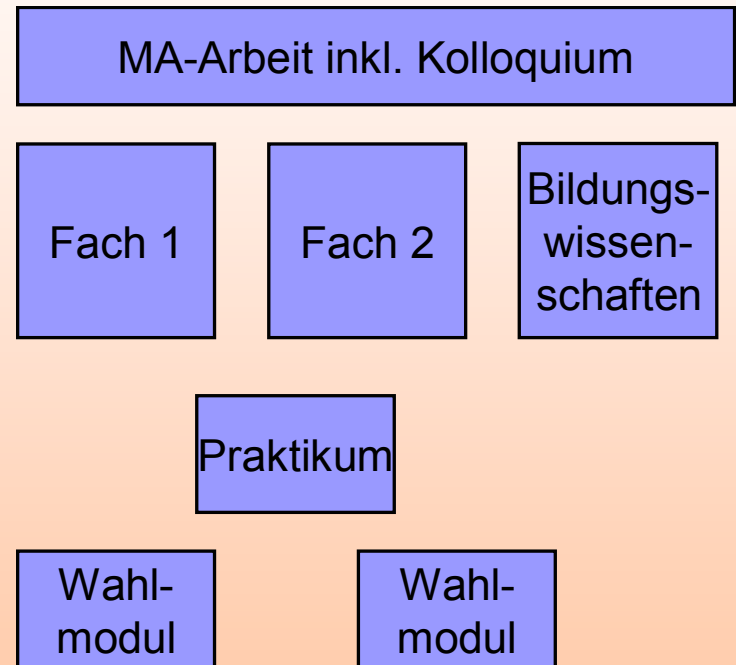 MA-Arbeit inkl. Kolloquium
Fach 1
Fach 2
Bildungs-
wissen-
schaften
Praktikum
Wahl-
modul
Wahl-
modul